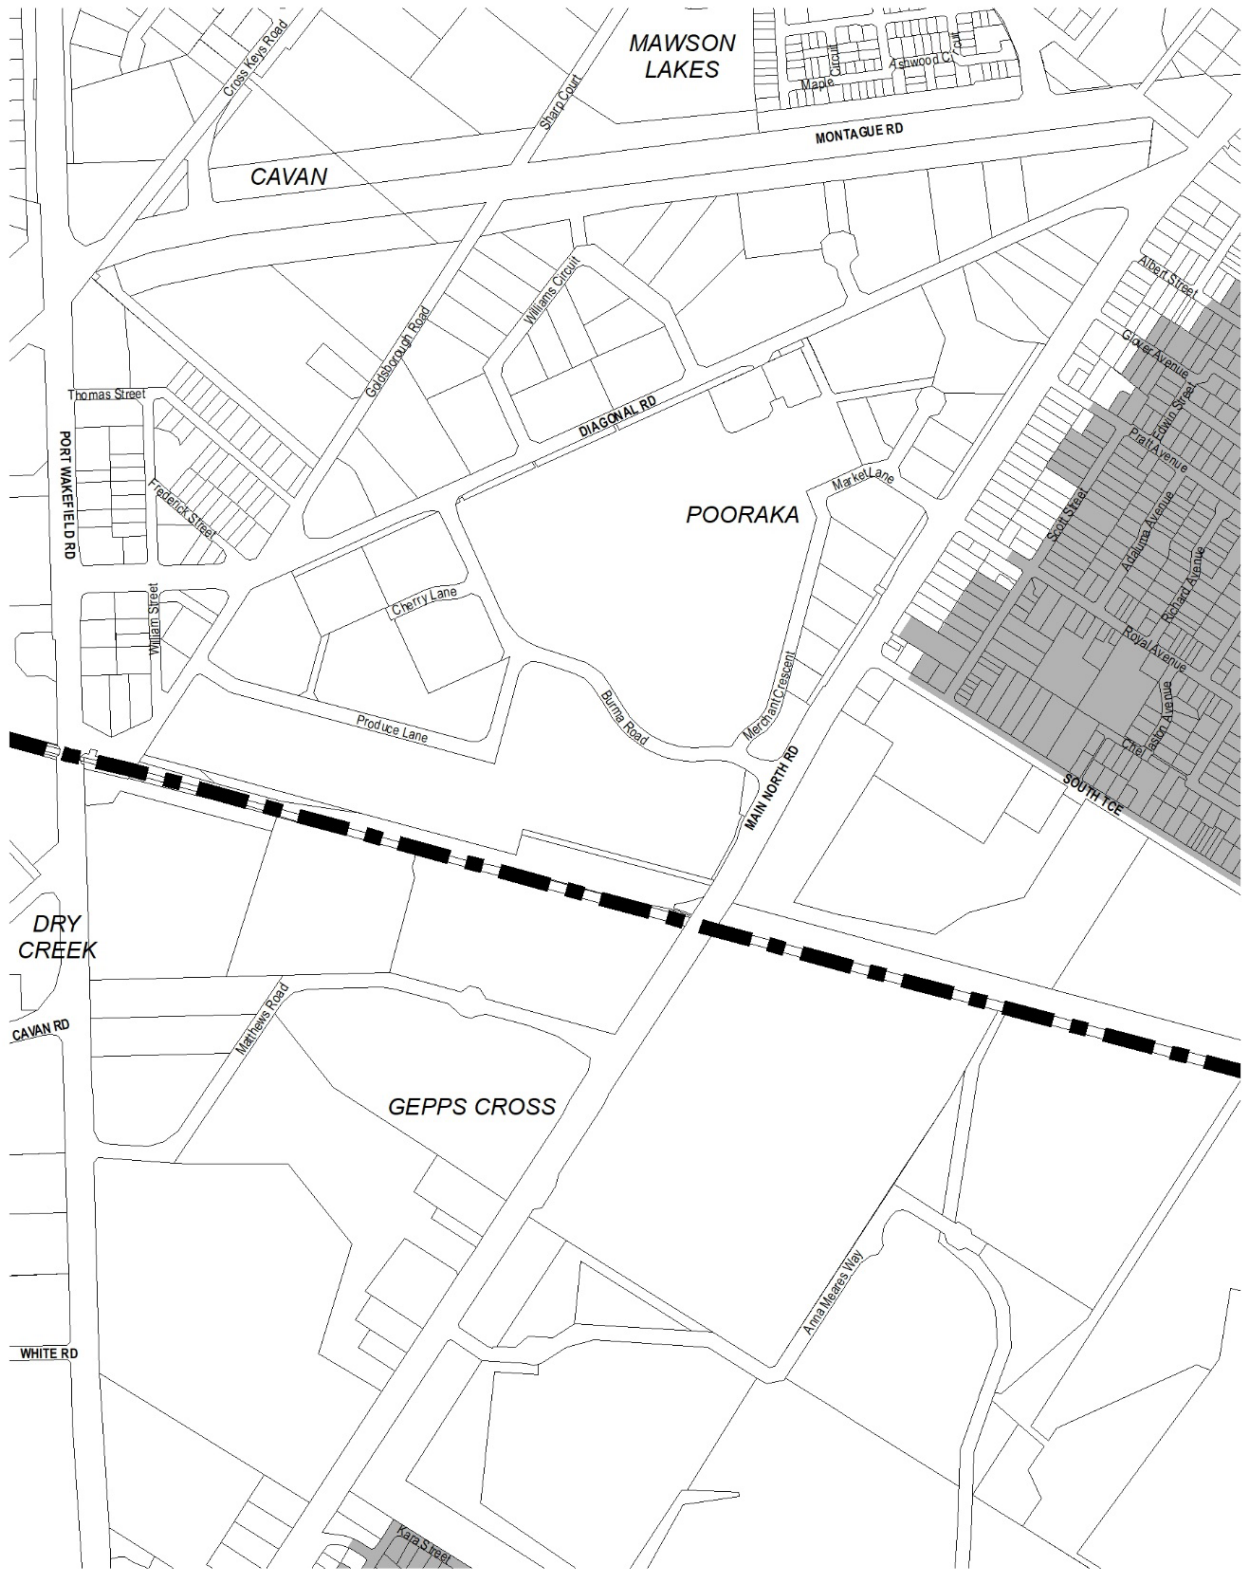 MAWSON
LAKES
Cross Keys Road
Sharp Court
Maple
Circuit
Ashwood Circuit
MONTAGUE RD
CAVAN
Albert Street
Williams Circuit
Goldsborough Road
Glover Avenue
Thomas Street
DIAGONAL RD
Edwin Street
Pratt Avenue
PORT WAKEFIELD RD
Market Lane
Frederick Street
POORAKA
Scott Street
Adaluma Avenue
Richard Avenue
Cherry Lane
William Street
Royal Avenue
Merchant Crescent
Burma Road
Produce Lane
MAIN NORTH RD
SOUTH TCE
DRY
CREEK
CAVAN RD
Matthews Road
GEPPS CROSS
Anna Meares Way
WHITE RD
Kara Street